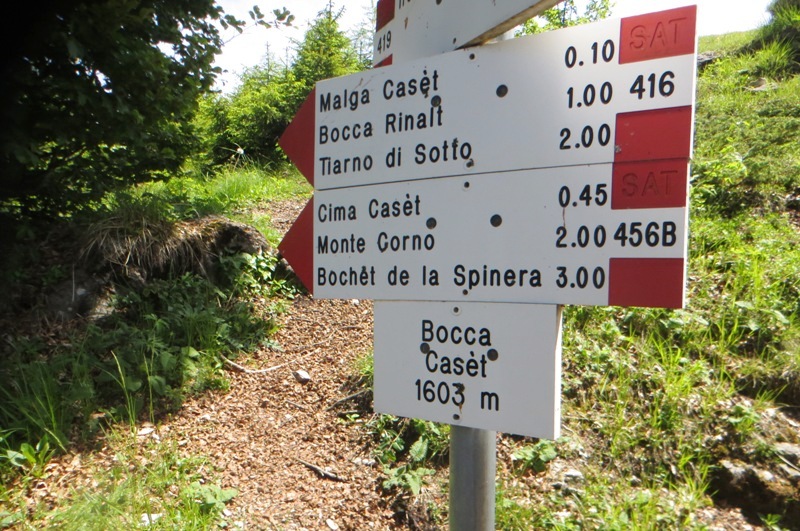 419
Malga Casèt 0.10 SAT
Bocca Rinalt 1.00 416
Tiarno di Sotto 2.00
Cima Casèt 0.45 SAT
Monte Corno 2.00 456B
Bochèt de la Spinera 3.00
Bocca
Casèt
1603 m